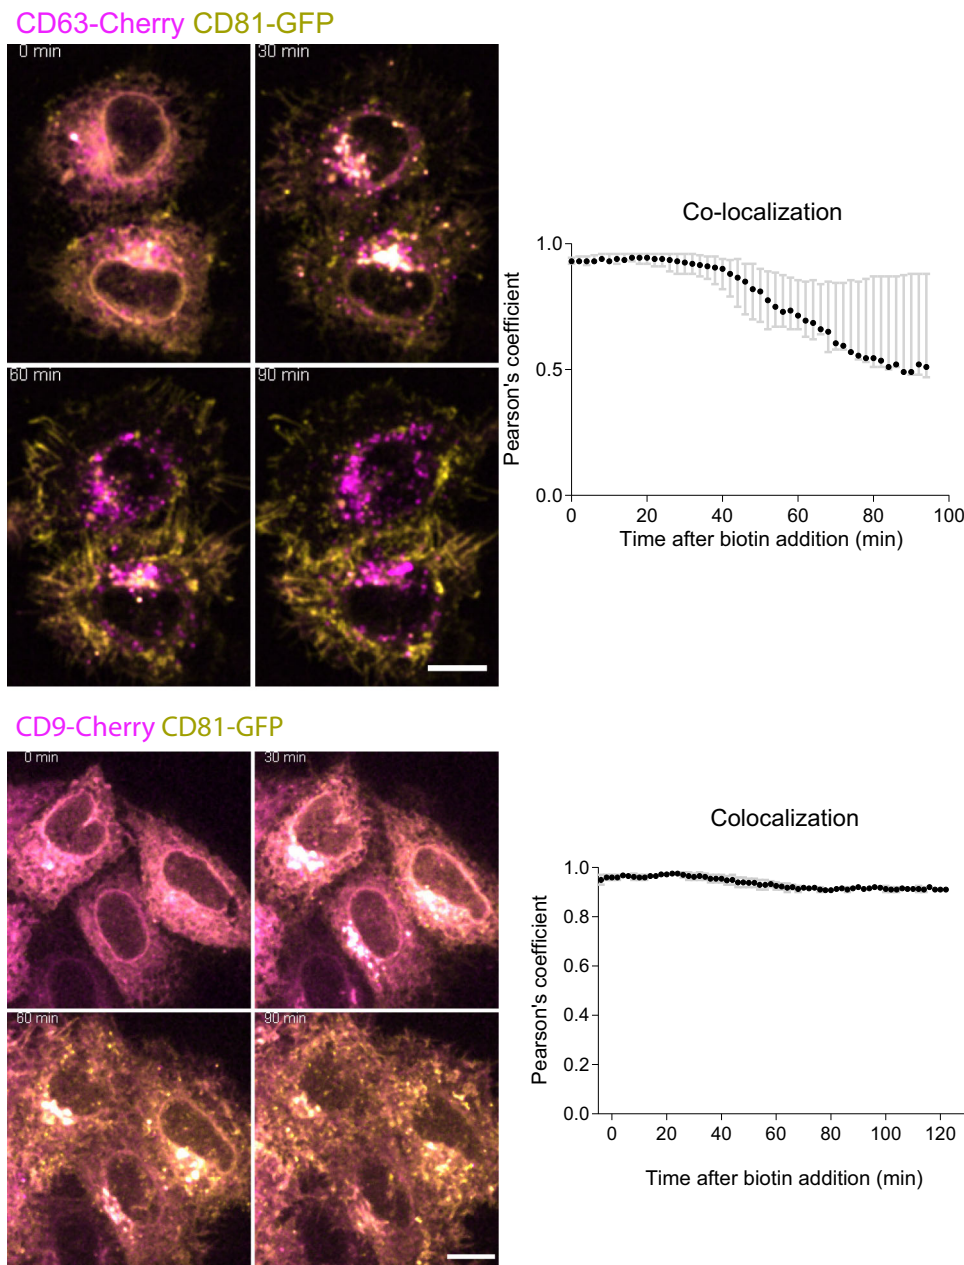 CD63-Cherry CD81-GFP
0 min
30 min
60 min
90 min
Co-localization
Pearson's coefficient
1.0
0.5
0.0
0 20 40 60 80 100
Time after biotin addition (min)
CD9-Cherry CD81-GFP
0 min
30 min
60 min
90 min
Colocalization
Pearson's coefficient
1.0
0.8
0.6
0.4
0.2
0.0
0 20 40 60 80 100 120
Time after biotin addition (min)